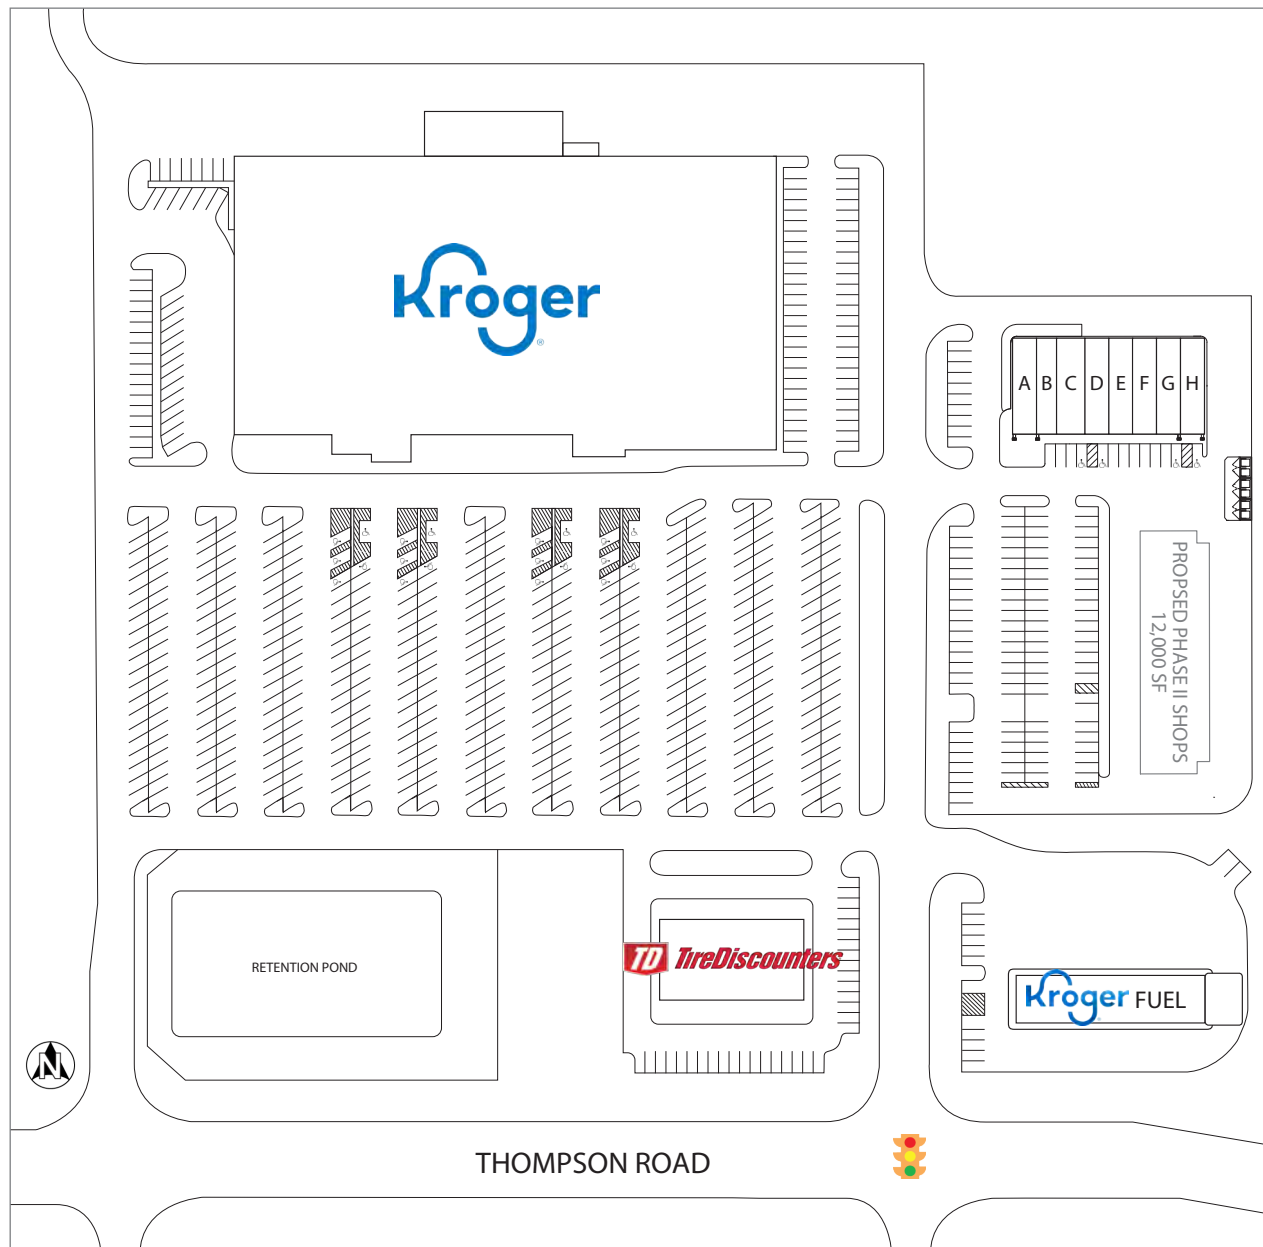 Kroger
®
A B C D E F G H
PROPSED PHASE II SHOPS
12,000 SF
RETENTION POND
TD TireDiscounters
Kroger FUEL
N
THOMPSON ROAD